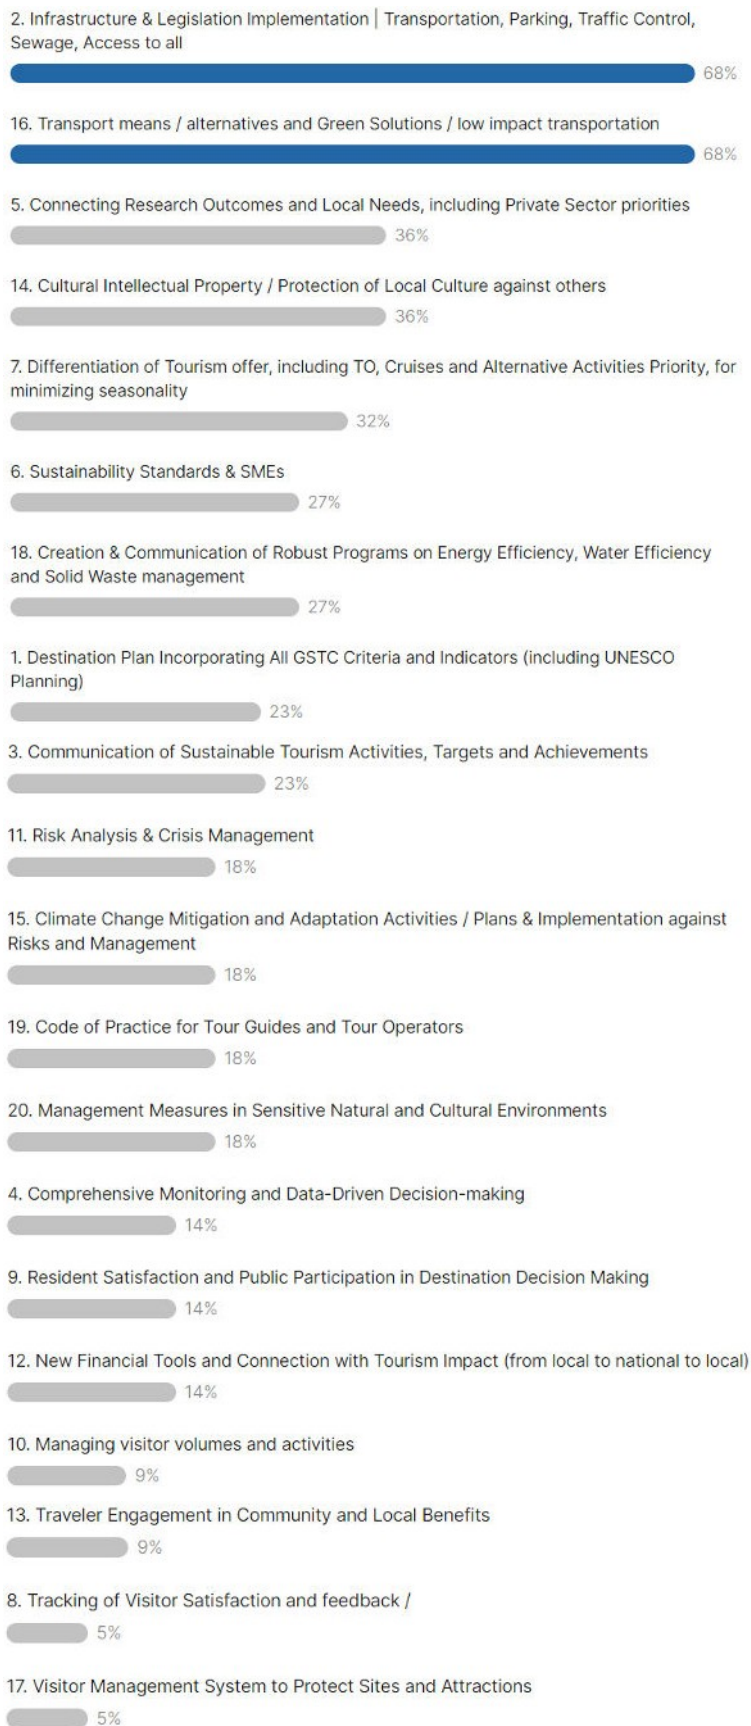 2. Infrastructure & Legislation Implementation | Transportation, Parking, Traffic Control,
Sewage, Access to all
68%
16. Transport means / alternatives and Green Solutions / low impact transportation
68%
5. Connecting Research Outcomes and Local Needs, including Private Sector priorities
36%
14. Cultural Intellectual Property / Protection of Local Culture against others
36%
7. Differentiation of Tourism offer, including TO, Cruises and Alternative Activities Priority, for
minimizing seasonality
32%
6. Sustainability Standards & SMEs
27%
18. Creation & Communication of Robust Programs on Energy Efficiency, Water Efficiency
and Solid Waste management
27%
1. Destination Plan Incorporating All GSTC Criteria and Indicators (including UNESCO
Planning)
23%
3. Communication of Sustainable Tourism Activities, Targets and Achievements
23%
11. Risk Analysis & Crisis Management
18%
15. Climate Change Mitigation and Adaptation Activities / Plans & Implementation against
Risks and Management
18%
19. Code of Practice for Tour Guides and Tour Operators
18%
20. Management Measures in Sensitive Natural and Cultural Environments
18%
4. Comprehensive Monitoring and Data-Driven Decision-making
14%
9. Resident Satisfaction and Public Participation in Destination Decision Making
14%
12. New Financial Tools and Connection with Tourism Impact (from local to national to local)
14%
10. Managing visitor volumes and activities
9%
13. Traveler Engagement in Community and Local Benefits
9%
8. Tracking of Visitor Satisfaction and feedback /
5%
17. Visitor Management System to Protect Sites and Attractions
5%